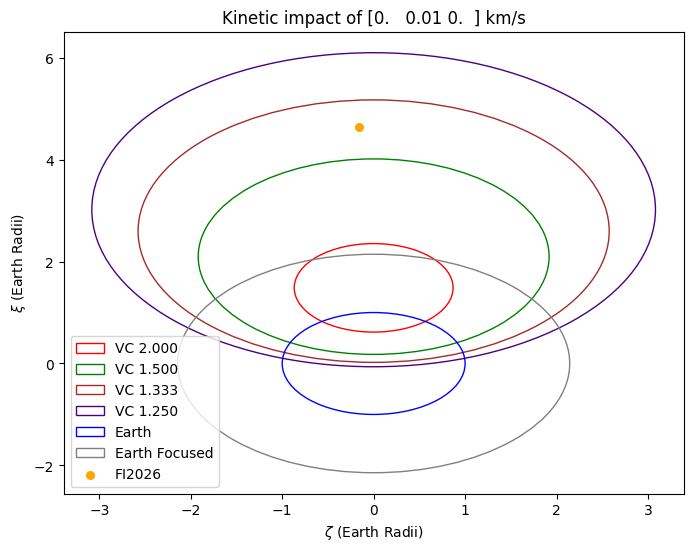 Kinetic impact of [0.   0.01 0.  ] km/s
6
4
2
0
−2
ξ (Earth Radii)
VC 2.000
VC 1.500
VC 1.333
VC 1.250
Earth
Earth Focused
FI2026
−3 −2 −1 0 1 2 3
ζ (Earth Radii)